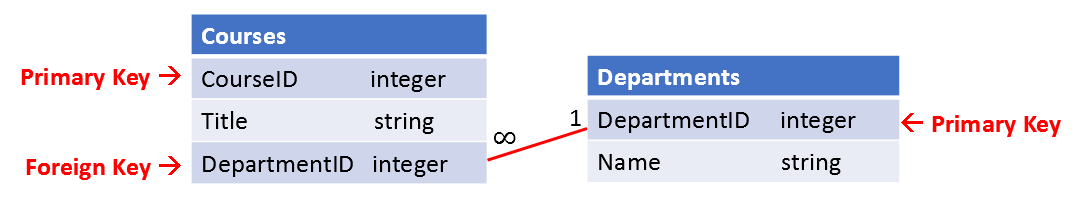 Courses
Primary Key → CourseID integer
Title string
Foreign Key → DepartmentID integer
∞
1
Departments
DepartmentID integer ← Primary Key
Name string